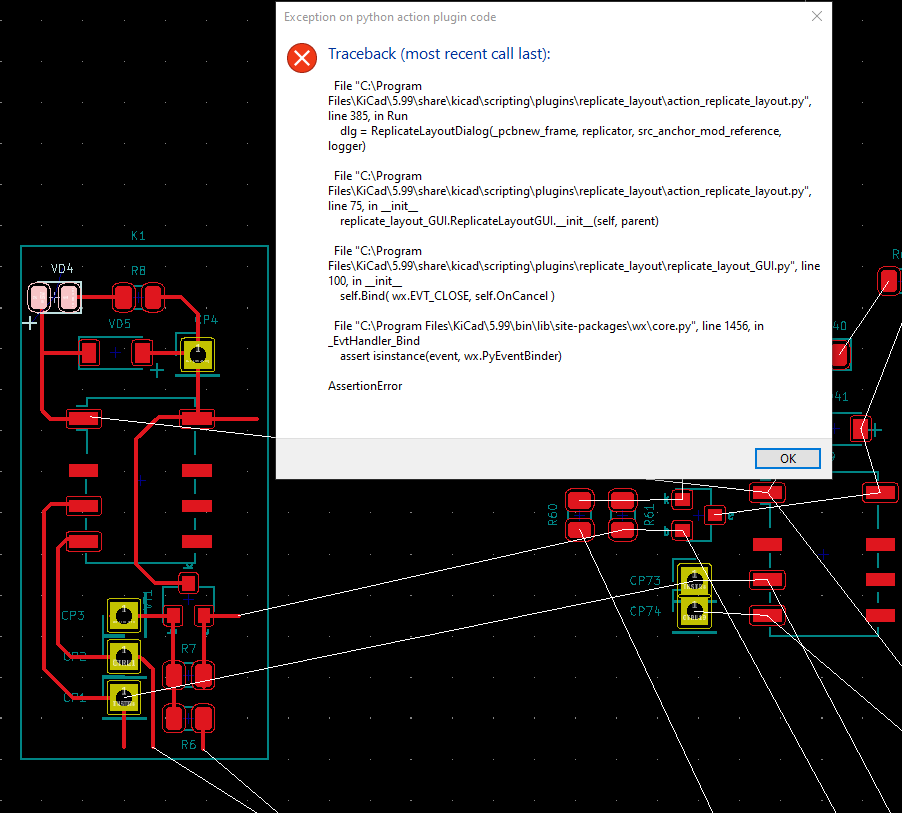 Exception on python action plugin code
Traceback (most recent call last):
File "C:\Program
Files\KiCad\5.99\share\kicad\scripting\plugins\replicate_layout\action_replicate_layout.py",
line 385, in Run
dlg = ReplicateLayoutDialog(_pcbnew_frame, replicator, src_anchor_mod_reference,
logger)
File "C:\Program
Files\KiCad\5.99\share\kicad\scripting\plugins\replicate_layout\action_replicate_layout.py",
line 75, in __init__
replicate_layout_GUI.ReplicateLayoutGUI.__init__(self, parent)
File "C:\Program
Files\KiCad\5.99\share\kicad\scripting\plugins\replicate_layout\replicate_layout_GUI.py", line
100, in __init__
self.Bind( wx.EVT_CLOSE, self.OnCancel )
File "C:\Program Files\KiCad\5.99\bin\lib\site-packages\wx\core.py", line 1456, in
_EvtHandler_Bind
assert isinstance(event, wx.PyEventBinder)
AssertionError
OK
K1
VD4
R8
VD5
CP4
1
CP3
1
CP2
1
CP1
1
R7
R6
R60
R61
CP73
1
CP74
1
40
41